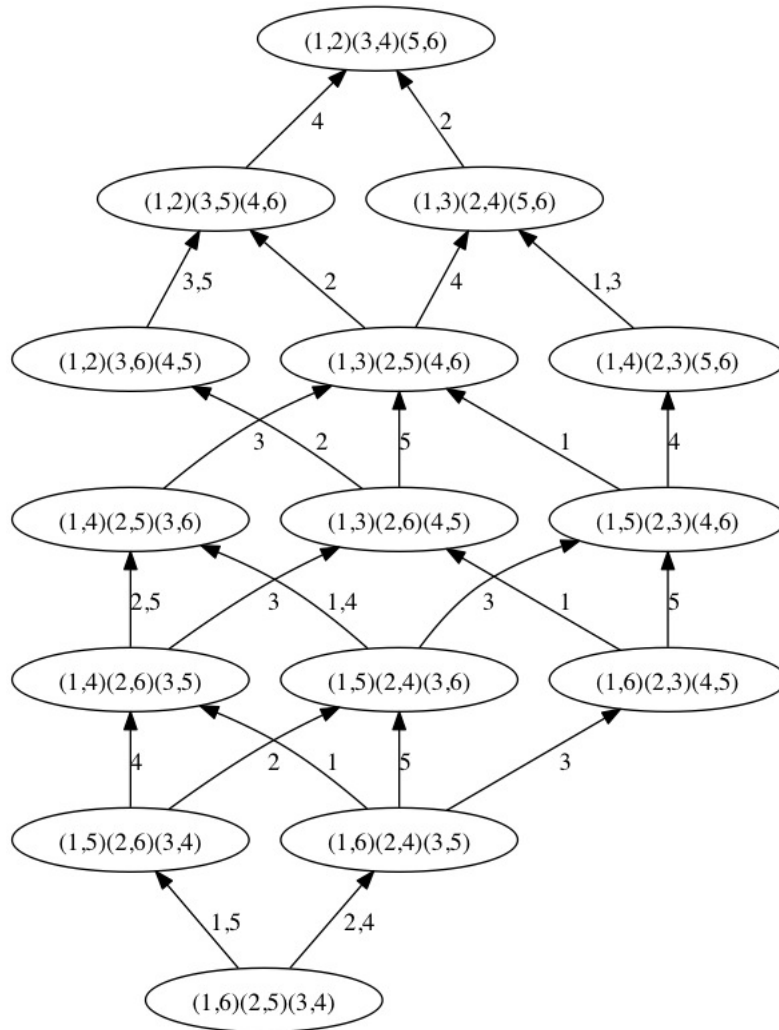 (1,2)(3,4)(5,6)
4 2
(1,2)(3,5)(4,6) (1,3)(2,4)(5,6)
3,5 2 4 1,3
(1,2)(3,6)(4,5) (1,3)(2,5)(4,6) (1,4)(2,3)(5,6)
3 2 5 1 4
(1,4)(2,5)(3,6) (1,3)(2,6)(4,5) (1,5)(2,3)(4,6)
2,5 3 1,4 3 1 5
(1,4)(2,6)(3,5) (1,5)(2,4)(3,6) (1,6)(2,3)(4,5)
4 2 1 5 3
(1,5)(2,6)(3,4) (1,6)(2,4)(3,5)
1,5 2,4
(1,6)(2,5)(3,4)